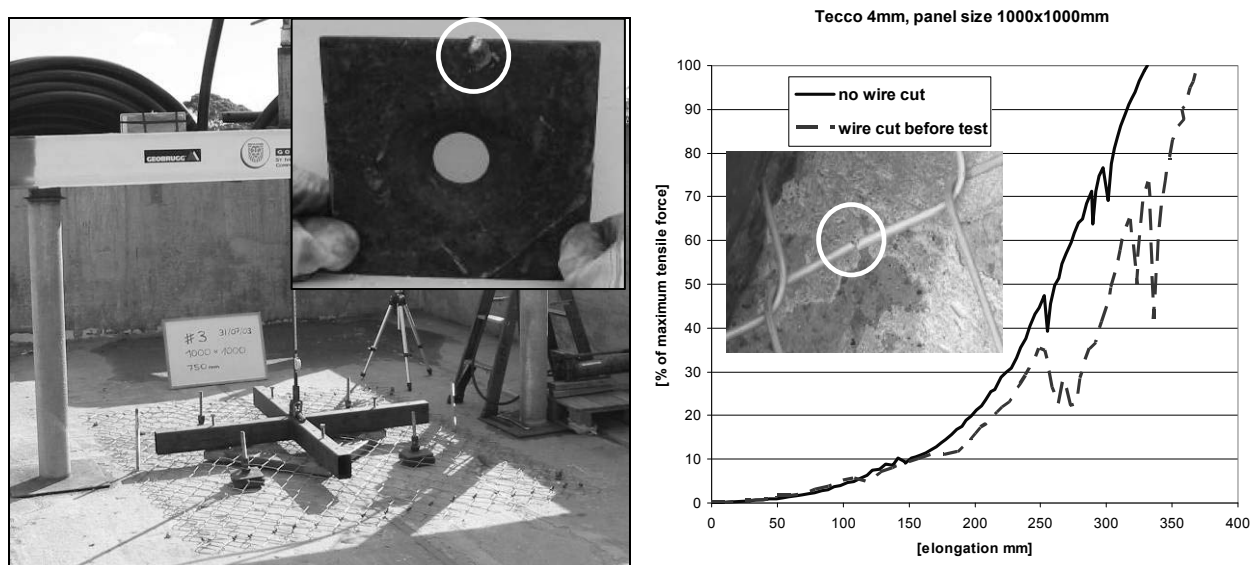 GEOBRUGG
#3 31/07/03
1000 * 1000
750 mm
Tecco 4mm, panel size 1000x1000mm
[% of maximum tensile force]
100
90
80
70
60
50
40
30
20
10
0
no wire cut
wire cut before test
0 50 100 150 200 250 300 350 400
[elongation mm]